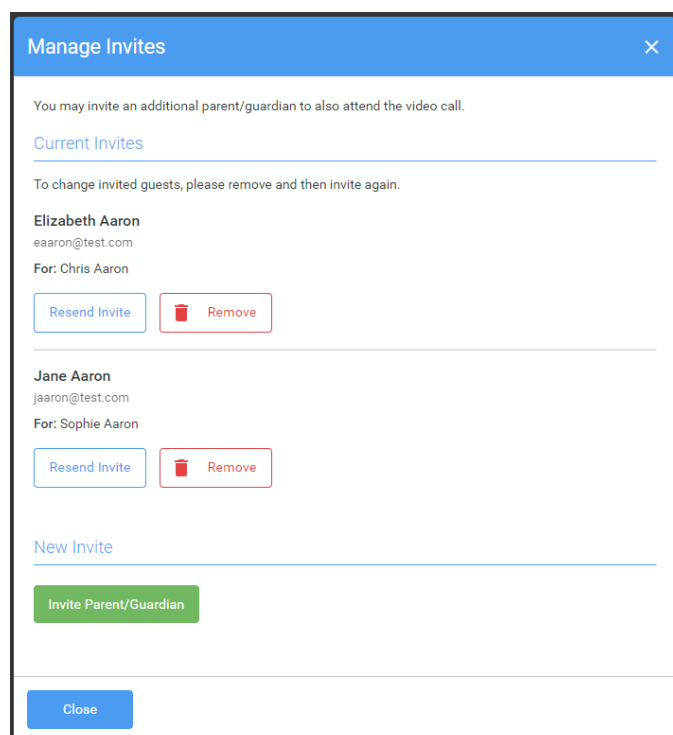 Manage Invites
You may invite an additional parent/guardian to also attend the video call.
Current Invites
To change invited guests, please remove and then invite again.
Elizabeth Aaron
eaaron@test.com
For: Chris Aaron
Resend Invite Remove
Jane Aaron
jaaron@test.com
For: Sophie Aaron
Resend Invite Remove
New Invite
Invite Parent/Guardian
Close